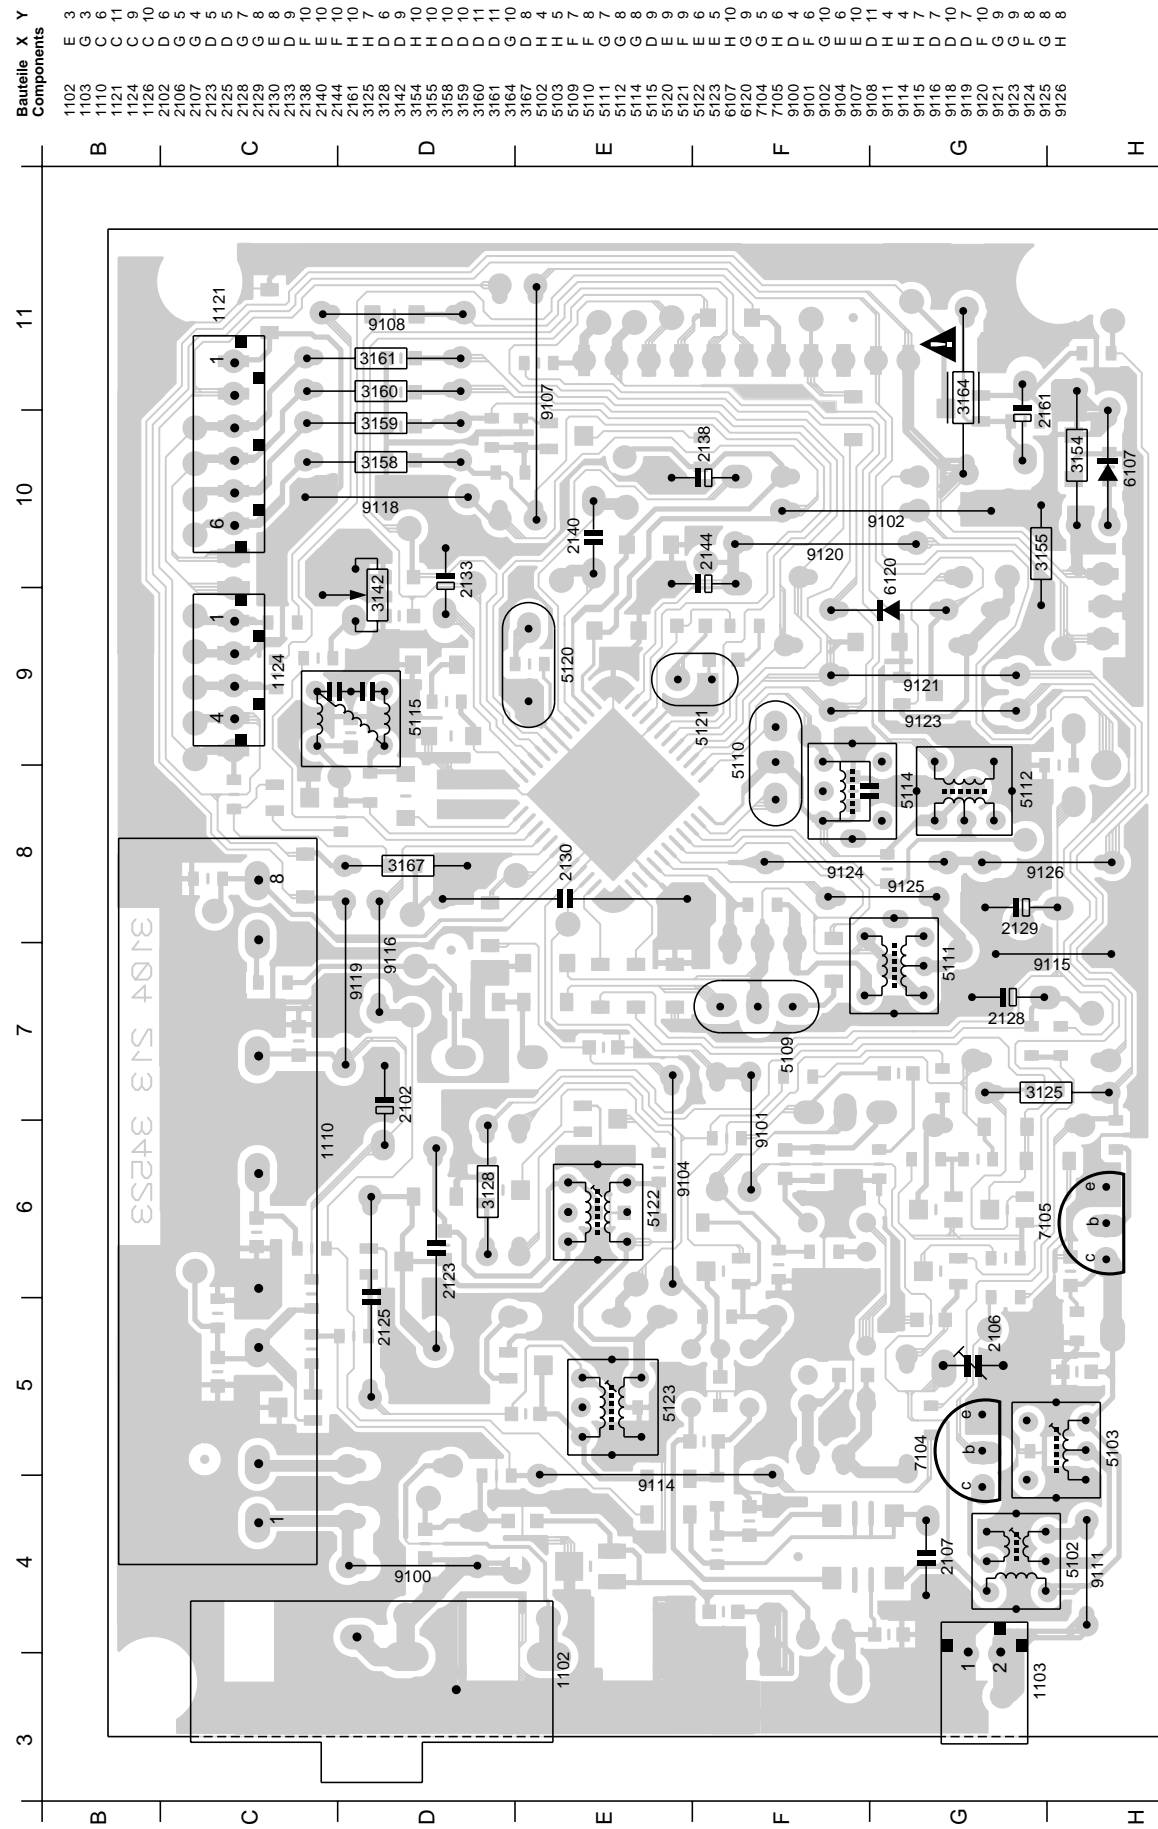 Bauteile X Y
Components
1102 E 3
1103 G 3
1110 C 6
1121 C 11
1124 C 9
1126 C 10
2102 D 6
2106 G 5
2107 G 4
2123 D 5
2125 D 5
2128 G 7
2129 G 8
2130 E 8
2133 D 9
2138 F 10
2140 E 10
2144 F 10
2161 H 10
3125 H 7
3128 D 6
3142 D 9
3154 H 10
3155 H 10
3158 D 10
3159 D 10
3160 D 11
3161 D 11
3164 G 10
3167 D 8
5102 H 4
5103 H 5
5109 F 7
5110 F 8
5111 G 7
5112 G 8
5114 G 8
5115 D 9
5120 E 9
5121 F 9
5122 E 6
5123 E 5
6107 H 10
6120 G 9
7104 G 5
7105 H 6
9100 D 4
9101 F 6
9102 G 10
9104 E 6
9107 E 10
9108 D 11
9111 H 4
9114 E 4
9115 H 7
9116 D 7
9118 D 10
9119 D 7
9120 F 10
9121 G 9
9123 G 9
9124 F 8
9125 G 8
9126 H 8
B C D E F G H
3 4 5 6 7 8 9 10 11
1121
1
6
9108
3161
3160
3159
3158
9118
9107
3164
2161
2138
3154
6107
2140
9102
2144
9120
3155
3142
2133
6120
1
4
1124
5120
5115
5121
9121
9123
5110
5114
5112
8
3167
2130
9124
9125
9126
2129
3104 213 34523
9119
9116
5111
9115
2128
5109
2102
3125
1110
9101
3128
9104
5122
7105
e
b
c
2123
2125
2106
5123
7104
e
b
c
5103
9114
1
9100
2107
5102
9111
1102
1
2
1103
3 4 5 6 7 8 9 10 11
B C D E F G H